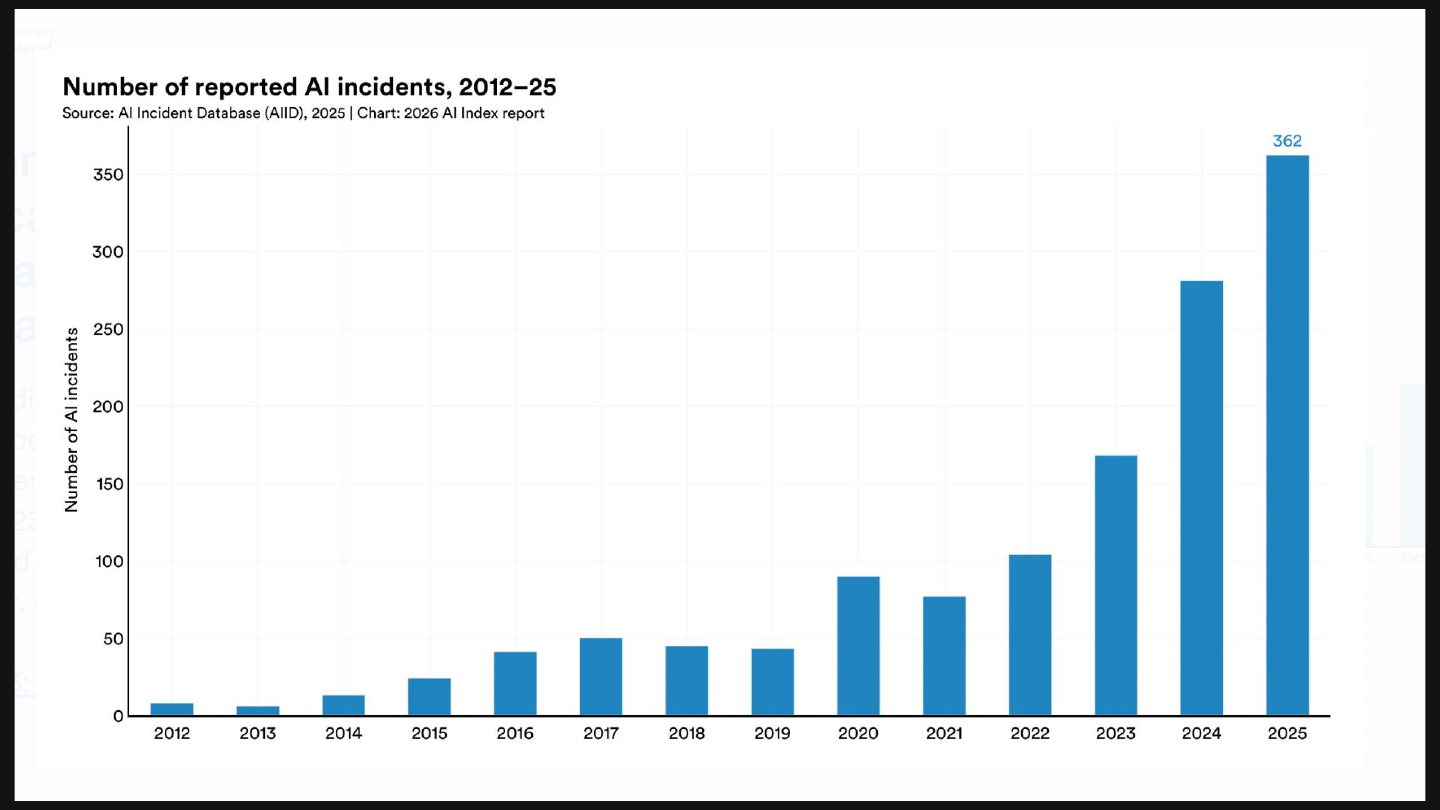 Number of reported AI incidents, 2012–25
Source: AI Incident Database (AIID), 2025 | Chart: 2026 AI Index report
362
350
300
250
200
150
100
50
0
Number of AI incidents
2012 2013 2014 2015 2016 2017 2018 2019 2020 2021 2022 2023 2024 2025